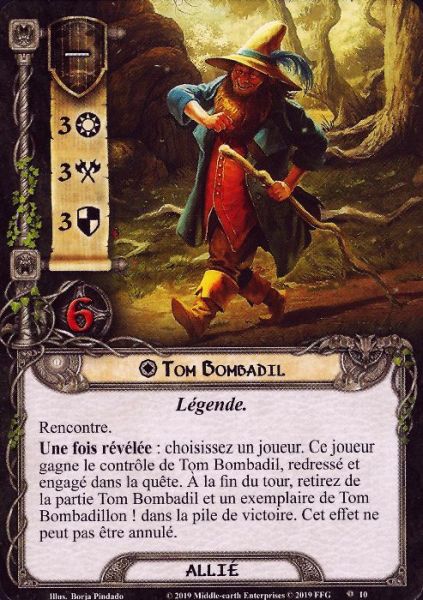 –
3
3
3
6
TOM BOMBADIL
Légende.
Rencontre.
Une fois révélée : choisissez un joueur. Ce joueur
gagne le contrôle de Tom Bombadil, redressé et
engagé dans la quête. À la fin du tour, retirez de
la partie Tom Bombadil et un exemplaire de Tom
Bombadillon ! dans la pile de victoire. Cet effet ne
peut pas être annulé.
ALLIÉ
Illus. Borja Pindado © 2019 Middle-earth Enterprises © 2019 FFG 10